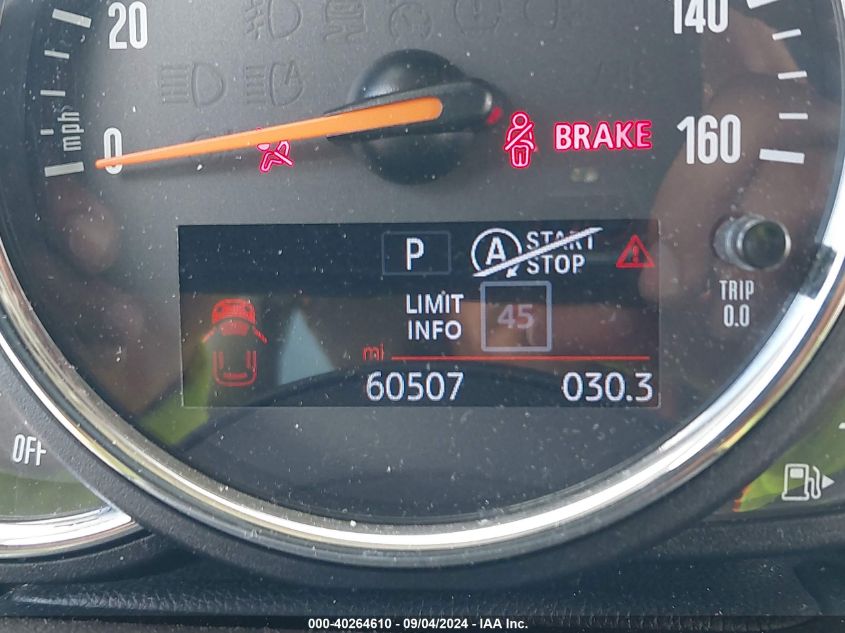 20
140
mph
0
BRAKE
160
P
A START
STOP
TRIP
0.0
LIMIT
INFO
45
mi
60507
030.3
OFF
000-40264610 - 09/04/2024 - IAA Inc.